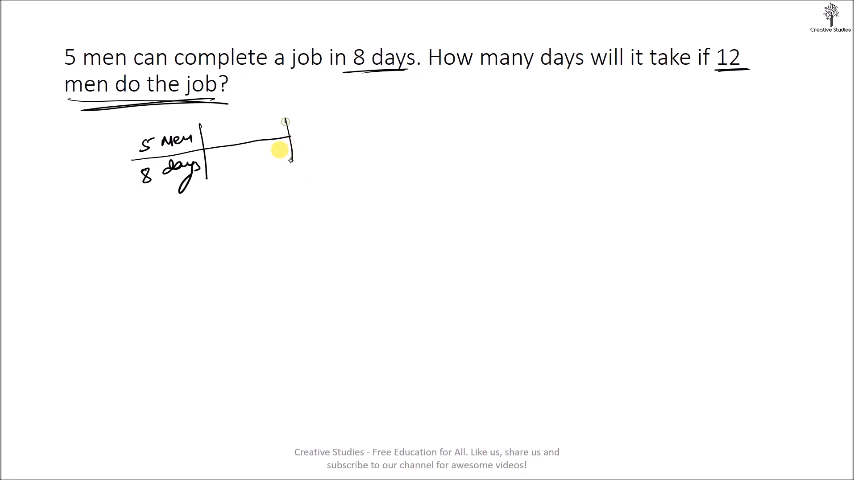 Creative Studies
5 men can complete a job in 8 days. How many days will it take if 12
men do the job?
5 Men
8 days
Creative Studies - Free Education for All. Like us, share us and
subscribe to our channel for awesome videos!